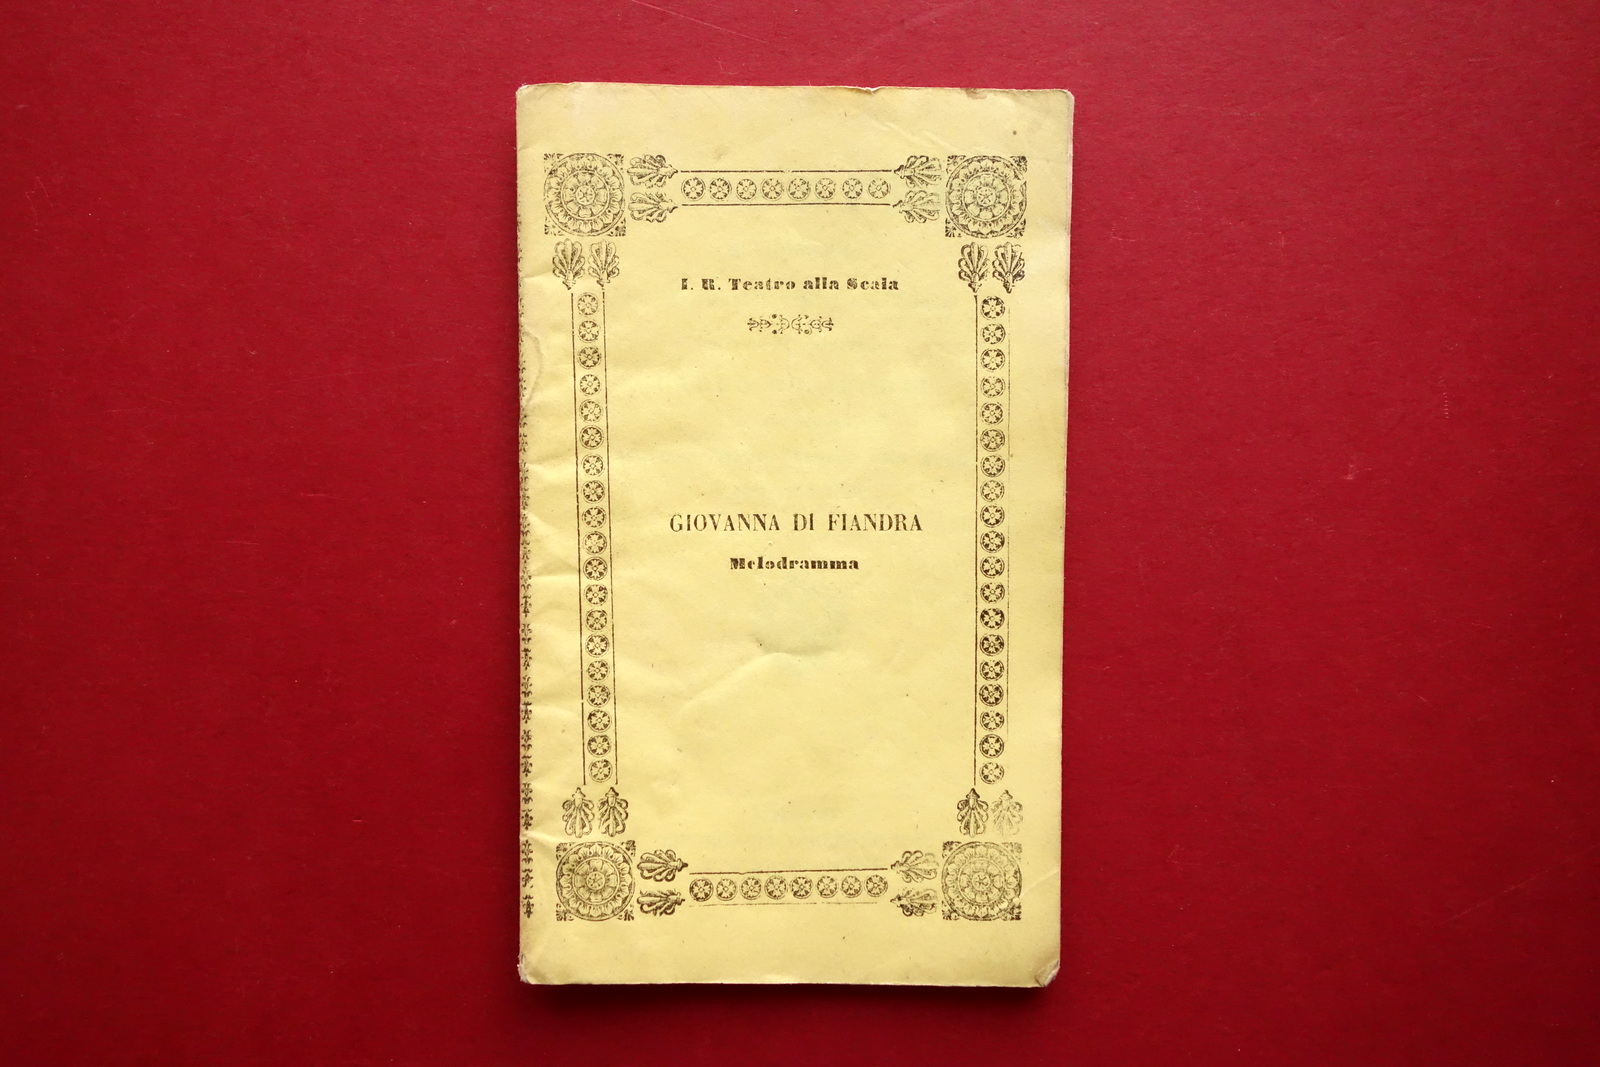 I. R. Teatro alla Scala
GIOVANNA DI FIANDRA
Melodramma